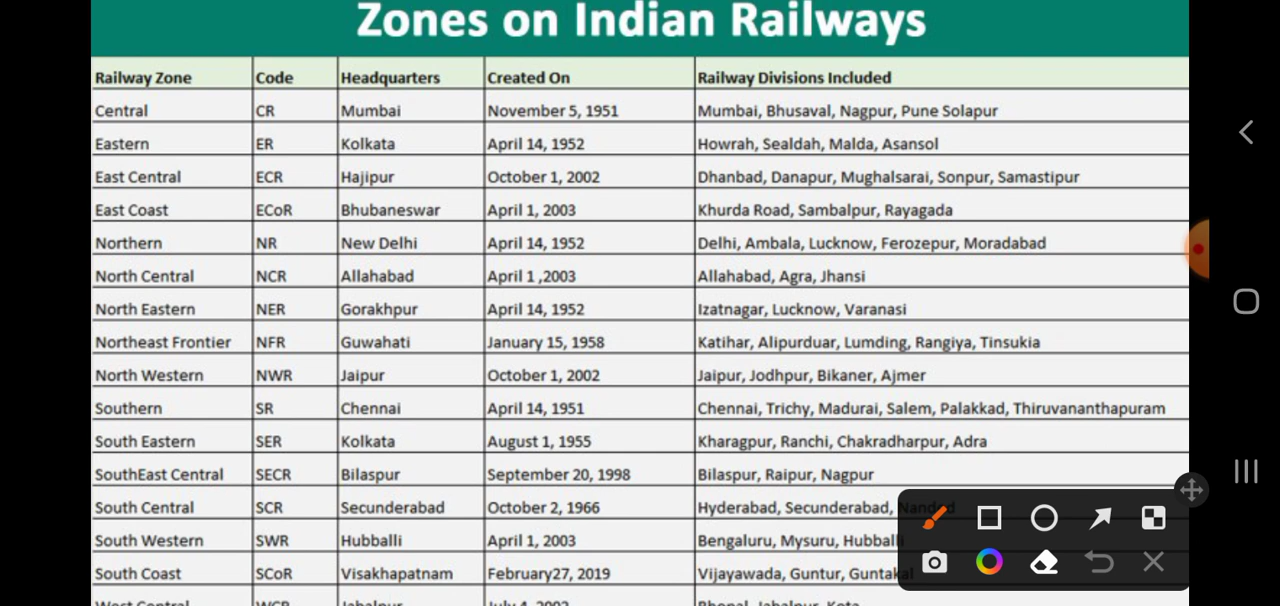 Zones on Indian Railways
Railway Zone Code Headquarters Created On Railway Divisions Included
Central CR Mumbai November 5, 1951 Mumbai, Bhusaval, Nagpur, Pune Solapur
Eastern ER Kolkata April 14, 1952 Howrah, Sealdah, Malda, Asansol
East Central ECR Hajipur October 1, 2002 Dhanbad, Danapur, Mughalsarai, Sonpur, Samastipur
East Coast ECoR Bhubaneswar April 1, 2003 Khurda Road, Sambalpur, Rayagada
Northern NR New Delhi April 14, 1952 Delhi, Ambala, Lucknow, Ferozepur, Moradabad
North Central NCR Allahabad April 1 ,2003 Allahabad, Agra, Jhansi
North Eastern NER Gorakhpur April 14, 1952 Izatnagar, Lucknow, Varanasi
Northeast Frontier NFR Guwahati January 15, 1958 Katihar, Alipurduar, Lumding, Rangiya, Tinsukia
North Western NWR Jaipur October 1, 2002 Jaipur, Jodhpur, Bikaner, Ajmer
Southern SR Chennai April 14, 1951 Chennai, Trichy, Madurai, Salem, Palakkad, Thiruvananthapuram
South Eastern SER Kolkata August 1, 1955 Kharagpur, Ranchi, Chakradharpur, Adra
SouthEast Central SECR Bilaspur September 20, 1998 Bilaspur, Raipur, Nagpur
South Central SCR Secunderabad October 2, 1966 Hyderabad, Secunderabad, Nanded
South Western SWR Hubballi April 1, 2003 Bengaluru, Mysuru, Hubballi
South Coast SCoR Visakhapatnam February27, 2019 Vijayawada, Guntur, Guntakal